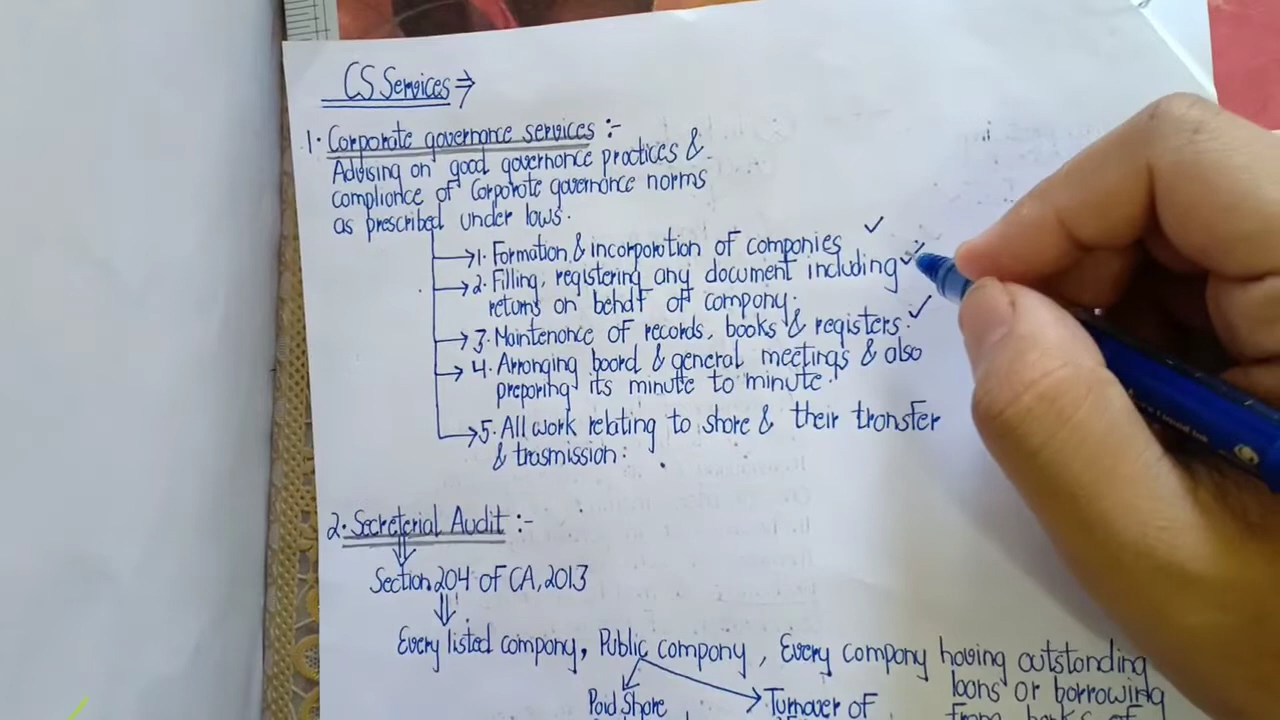 CS Services ⇒
1. Corporate governance services :-
Advising on good governance practices &
compliance of Corporate governance norms
as prescribed under laws.
→ 1. Formation & incorporation of companies ✓
→ 2. Filling, registering any document including ✓
returns on behalf of company.
→ 3. Maintenance of records, books & registers. ✓
→ 4. Arranging board & general meetings & also
preparing its minute to minute.
→ 5. All work relating to share & their transfer
& trasmission.
2. Secreterial Audit :-
Section 204 of CA, 2013
Every listed company, Public company, Every company having outstanding
loans or borrowing
Paid Share → Turnover of
from banks of